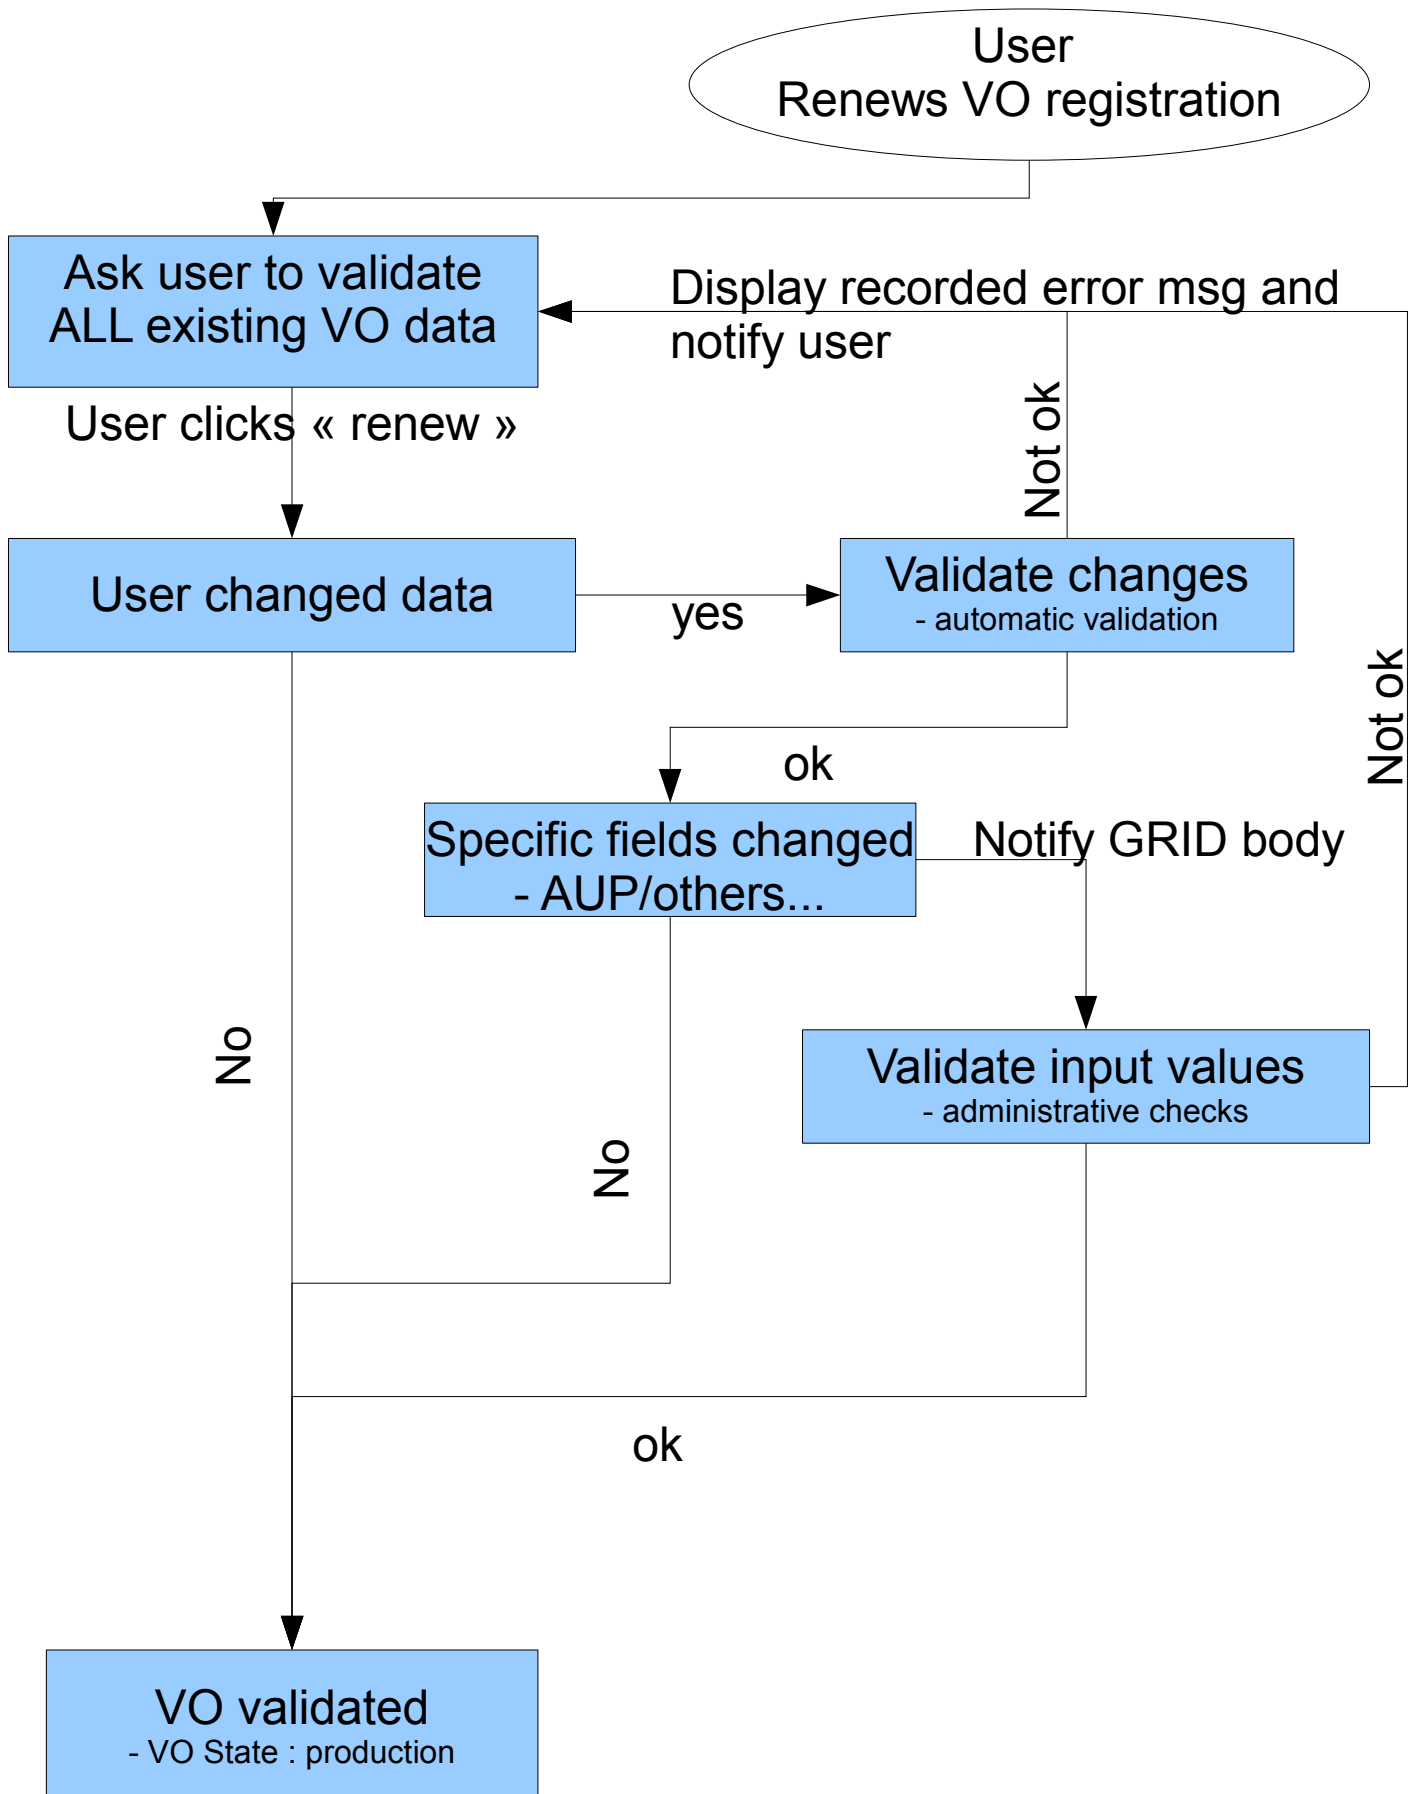 User
Renews VO registration
Ask user to validate
ALL existing VO data
Display recorded error msg and
notify user
User clicks « renew »
Not ok
User changed data
yes
Validate changes
- automatic validation
Not ok
ok
Specific fields changed
- AUP/others...
Notify GRID body
No
Validate input values
- administrative checks
No
ok
VO validated
- VO State : production